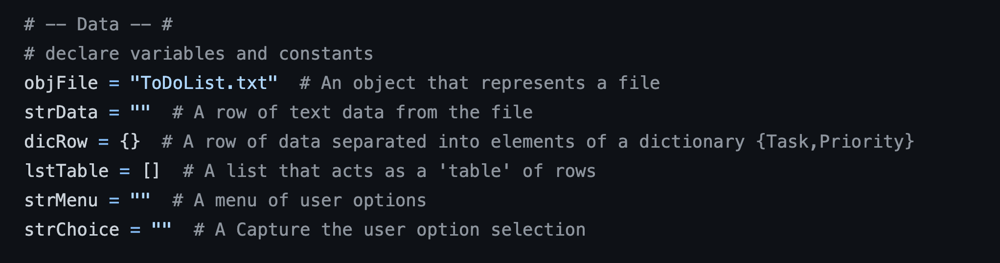 # -- Data -- #
# declare variables and constants
objFile = "ToDoList.txt"  # An object that represents a file
strData = ""  # A row of text data from the file
dicRow = {}  # A row of data separated into elements of a dictionary {Task,Priority}
lstTable = []  # A list that acts as a 'table' of rows
strMenu = ""  # A menu of user options
strChoice = ""  # A Capture the user option selection